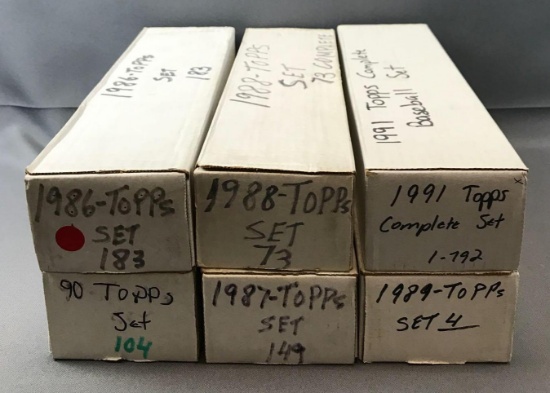 1986-TOPPS
SET
183
1988-TOPPS
SET
73 COMPLETE
1991 Topps Complete
Baseball Set
1986-TOPPS
SET
183
1988-TOPPS
SET
73
1991 Topps
Complete Set
1-792
90 TOPPS
Set
104
1987-TOPPS
SET
149
1989-TOPPS
SET 4